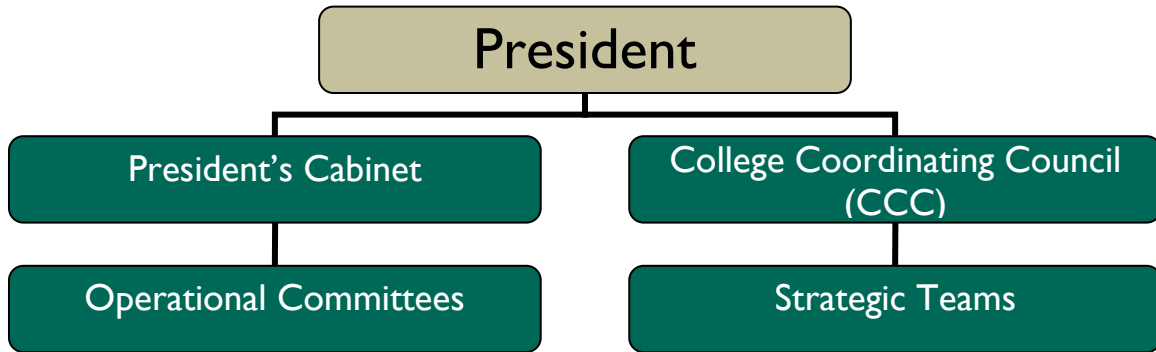 President
President’s Cabinet
College Coordinating Council
(CCC)
Operational Committees
Strategic Teams